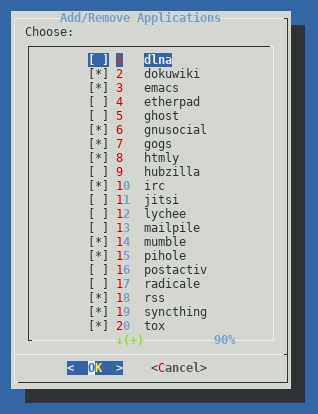 Add/Remove Applications
Choose:
[ ] 1 dlna
[*] 2 dokuwiki
[*] 3 emacs
[ ] 4 etherpad
[ ] 5 ghost
[*] 6 gnusocial
[*] 7 gogs
[*] 8 htmly
[ ] 9 hubzilla
[*] 10 irc
[ ] 11 jitsi
[ ] 12 lychee
[ ] 13 mailpile
[*] 14 mumble
[*] 15 pihole
[ ] 16 postactiv
[ ] 17 radicale
[*] 18 rss
[*] 19 syncthing
[*] 20 tox
↓(+) 90%
< OK > <Cancel>